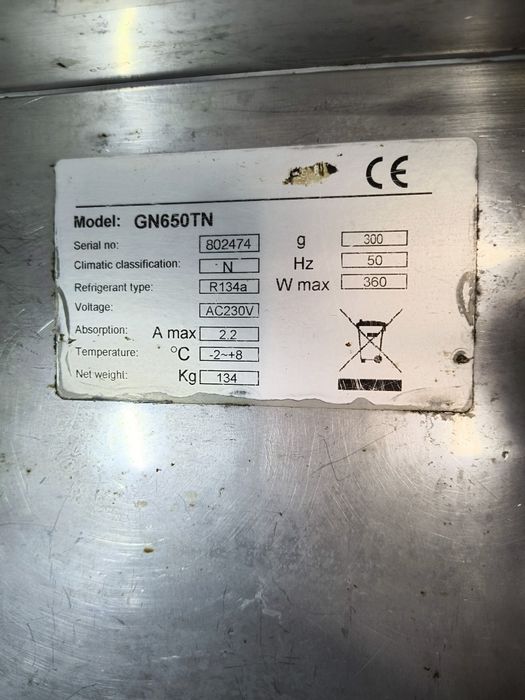 CE
Model: GN650TN
Serial no: 802474 g 300
Climatic classification: N Hz 50
Refrigerant type: R134a W max 360
Voltage: AC230V
Absorption: A max 2.2
Temperature: °C -2~+8
Net weight: Kg 134